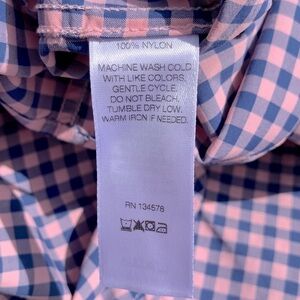 100% NYLON
MACHINE WASH COLD
WITH LIKE COLORS,
GENTLE CYCLE.
DO NOT BLEACH.
TUMBLE DRY LOW.
WARM IRON IF NEEDED.
RN 134578